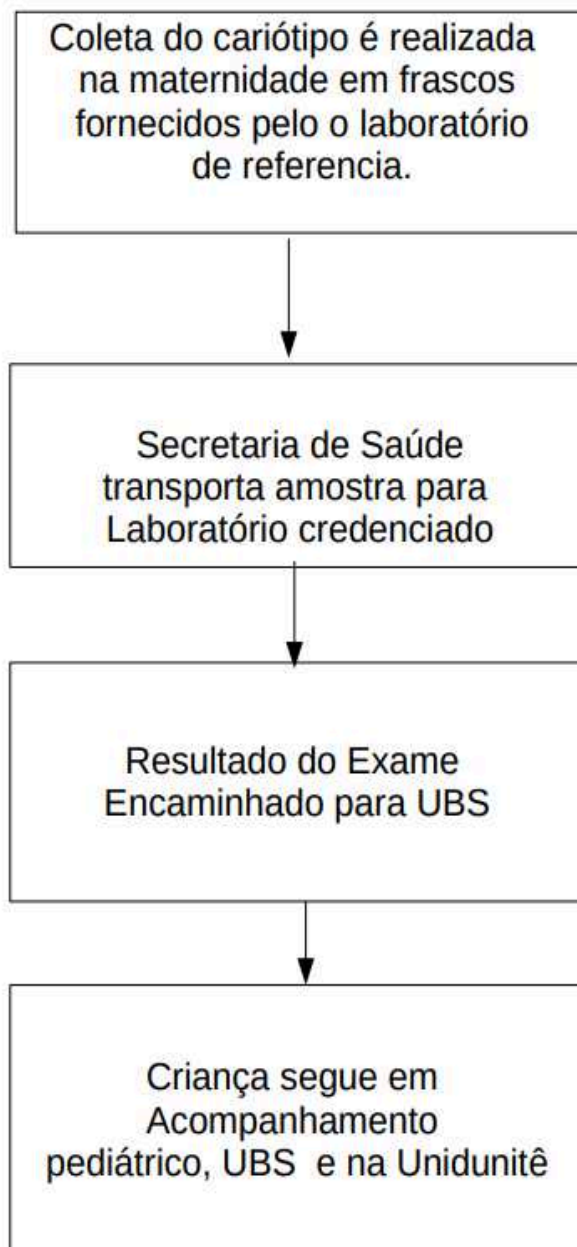 Coleta do cariótipo é realizada
na maternidade em frascos
fornecidos pelo o laboratório
de referencia.
Secretaria de Saúde
transporta amostra para
Laboratório credenciado
Resultado do Exame
Encaminhado para UBS
Criança segue em
Acompanhamento
pediátrico, UBS e na Unidunitê